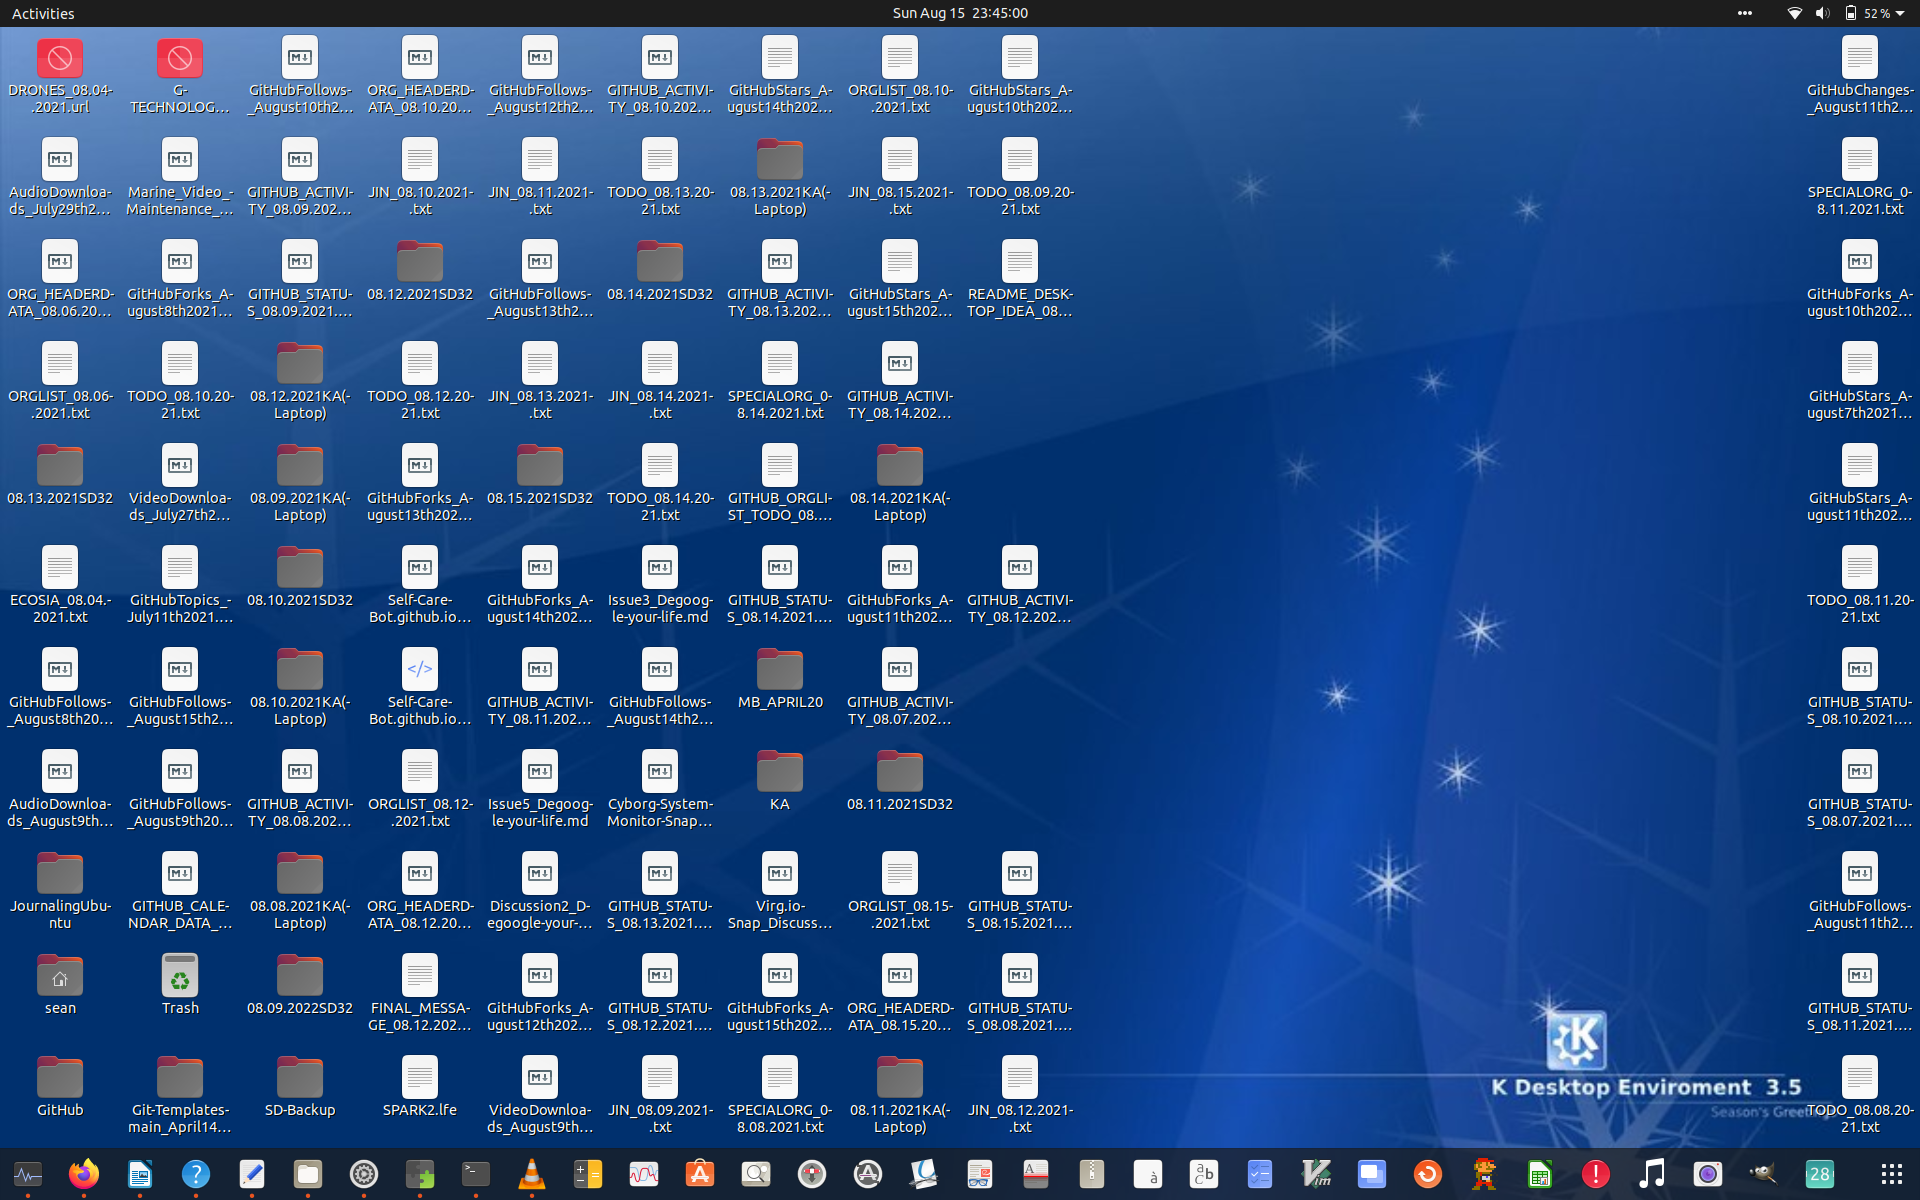 Activities
Sun Aug 15 23:45:00
52 %
DRONES_08.04-
.2021.url
G-
TECHNOLOG...
GitHubFollows-
_August10th2...
ORG_HEADERD-
ATA_08.10.20...
GitHubFollows-
_August12th2...
GITHUB_ACTIVI-
TY_08.10.202...
GitHubStars_A-
ugust14th202...
ORGLIST_08.10-
.2021.txt
GitHubStars_A-
ugust10th202...
GitHubChanges-
_August11th2...
AudioDownloa-
ds_July29th2...
Marine_Video_-
Maintenance_...
GITHUB_ACTIVI-
TY_08.09.202...
JIN_08.10.2021-
.txt
JIN_08.11.2021-
.txt
TODO_08.13.20-
21.txt
08.13.2021KA(-
Laptop)
JIN_08.15.2021-
.txt
TODO_08.09.20-
21.txt
SPECIALORG_0-
8.11.2021.txt
ORG_HEADERD-
ATA_08.06.20...
GitHubForks_A-
ugust8th2021...
GITHUB_STATU-
S_08.09.2021....
08.12.2021SD32
GitHubFollows-
_August13th2...
08.14.2021SD32
GITHUB_ACTIVI-
TY_08.13.202...
GitHubStars_A-
ugust15th202...
README_DESK-
TOP_IDEA_08...
GitHubForks_A-
ugust10th202...
ORGLIST_08.06-
.2021.txt
TODO_08.10.20-
21.txt
08.12.2021KA(-
Laptop)
TODO_08.12.20-
21.txt
JIN_08.13.2021-
.txt
JIN_08.14.2021-
.txt
SPECIALORG_0-
8.14.2021.txt
GITHUB_ACTIVI-
TY_08.14.202...
GitHubStars_A-
ugust7th2021...
08.13.2021SD32
VideoDownloa-
ds_July27th2...
08.09.2021KA(-
Laptop)
GitHubForks_A-
ugust13th202...
08.15.2021SD32
TODO_08.14.20-
21.txt
GITHUB_ORGLI-
ST_TODO_08....
08.14.2021KA(-
Laptop)
GitHubStars_A-
ugust11th202...
ECOSIA_08.04.-
2021.txt
GitHubTopics_-
July11th2021....
08.10.2021SD32
Self-Care-
Bot.github.io...
GitHubForks_A-
ugust14th202...
Issue3_Degoog-
le-your-life.md
GITHUB_STATU-
S_08.14.2021....
GitHubForks_A-
ugust11th202...
GITHUB_ACTIVI-
TY_08.12.202...
TODO_08.11.20-
21.txt
GitHubFollows-
_August8th20...
GitHubFollows-
_August15th2...
08.10.2021KA(-
Laptop)
Self-Care-
Bot.github.io...
GITHUB_ACTIVI-
TY_08.11.202...
GitHubFollows-
_August14th2...
MB_APRIL20
GITHUB_ACTIVI-
TY_08.07.202...
GITHUB_STATU-
S_08.10.2021....
AudioDownloa-
ds_August9th...
GitHubFollows-
_August9th20...
GITHUB_ACTIVI-
TY_08.08.202...
ORGLIST_08.12-
.2021.txt
Issue5_Degoog-
le-your-life.md
Cyborg-System-
Monitor-Snap...
KA
08.11.2021SD32
GITHUB_STATU-
S_08.07.2021....
JournalingUbu-
ntu
GITHUB_CALE-
NDAR_DATA_...
08.08.2021KA(-
Laptop)
ORG_HEADERD-
ATA_08.12.20...
Discussion2_D-
egoogle-your-...
GITHUB_STATU-
S_08.13.2021....
Virg.io-
Snap_Discuss...
ORGLIST_08.15-
.2021.txt
GITHUB_STATU-
S_08.15.2021....
GitHubFollows-
_August11th2...
sean
Trash
08.09.2022SD32
FINAL_MESSA-
GE_08.12.202...
GitHubForks_A-
ugust12th202...
GITHUB_STATU-
S_08.12.2021....
GitHubForks_A-
ugust15th202...
ORG_HEADERD-
ATA_08.15.20...
GITHUB_STATU-
S_08.08.2021....
GITHUB_STATU-
S_08.11.2021....
GitHub
Git-Templates-
main_April14...
SD-Backup
SPARK2.lfe
VideoDownloa-
ds_August9th...
JIN_08.09.2021-
.txt
SPECIALORG_0-
8.08.2021.txt
08.11.2021KA(-
Laptop)
JIN_08.12.2021-
.txt
TODO_08.08.20-
21.txt
K Desktop Enviroment 3.5
Season's
28